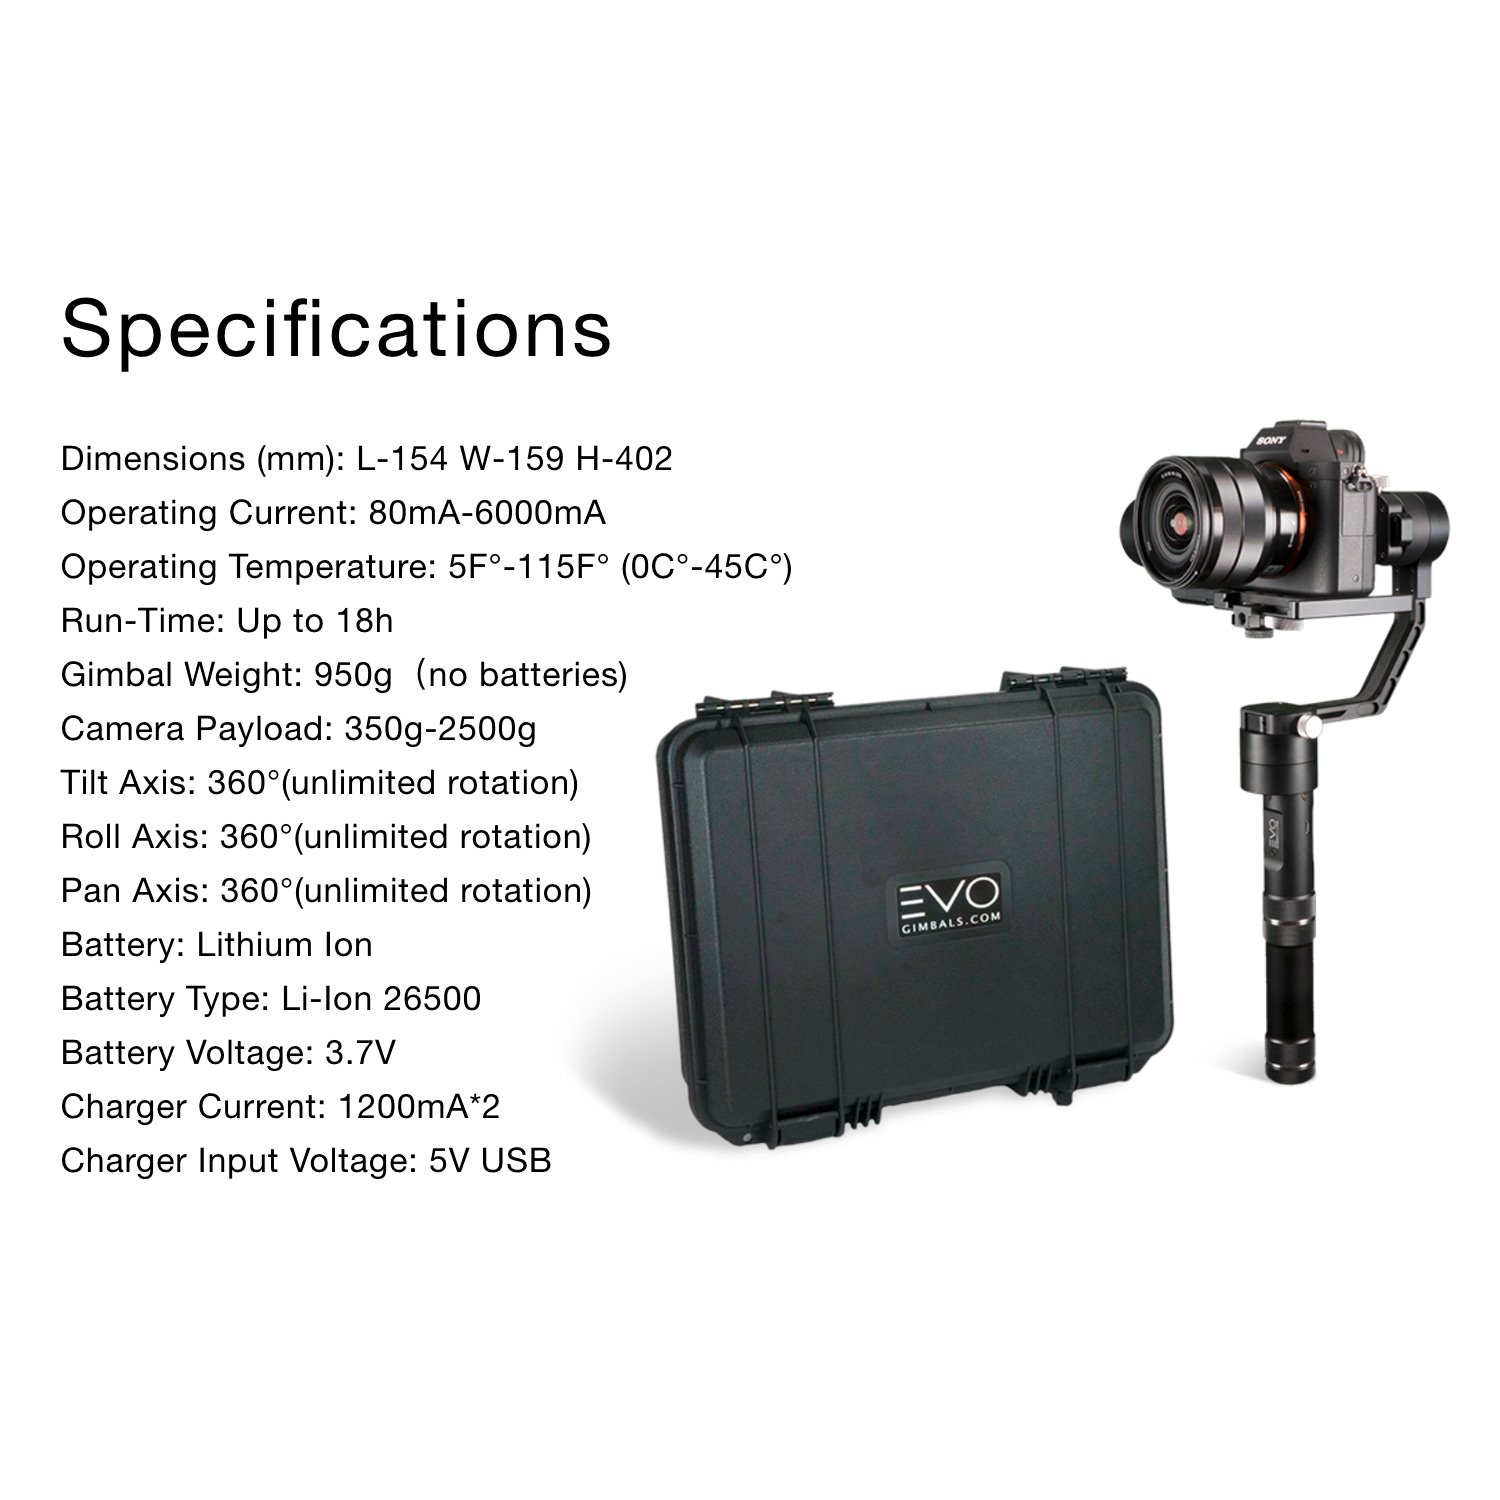 Specifications
Dimensions (mm): L-154 W-159 H-402
Operating Current: 80mA-6000mA
Operating Temperature: 5F°-115F° (0C°-45C°)
Run-Time: Up to 18h
Gimbal Weight: 950g（no batteries)
Camera Payload: 350g-2500g
Tilt Axis: 360°(unlimited rotation)
Roll Axis: 360°(unlimited rotation)
Pan Axis: 360°(unlimited rotation)
Battery: Lithium Ion
Battery Type: Li-Ion 26500
Battery Voltage: 3.7V
Charger Current: 1200mA*2
Charger Input Voltage: 5V USB
SONY
EVO
GIMBALS.COM
EVO